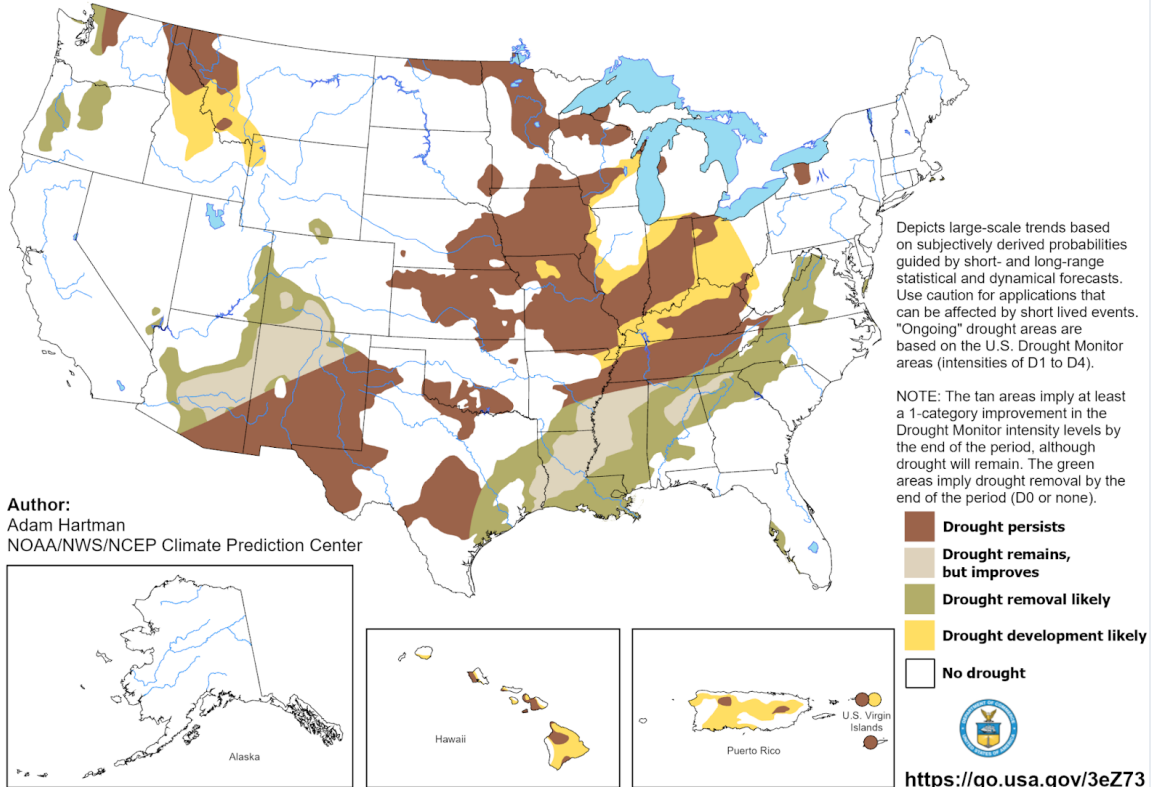 Depicts large-scale trends based
on subjectively derived probabilities
guided by short- and long-range
statistical and dynamical forecasts.
Use caution for applications that
can be affected by short lived events.
"Ongoing" drought areas are
based on the U.S. Drought Monitor
areas (intensities of D1 to D4).
NOTE: The tan areas imply at least
a 1-category improvement in the
Drought Monitor intensity levels by
the end of the period, although
drought will remain. The green
areas imply drought removal by the
end of the period (D0 or none).
Author:
Adam Hartman
NOAA/NWS/NCEP Climate Prediction Center
Drought persists
Drought remains,
but improves
Drought removal likely
Drought development likely
No drought
Alaska
Hawaii
Puerto Rico
U.S. Virgin
Islands
https://go.usa.gov/3eZ73